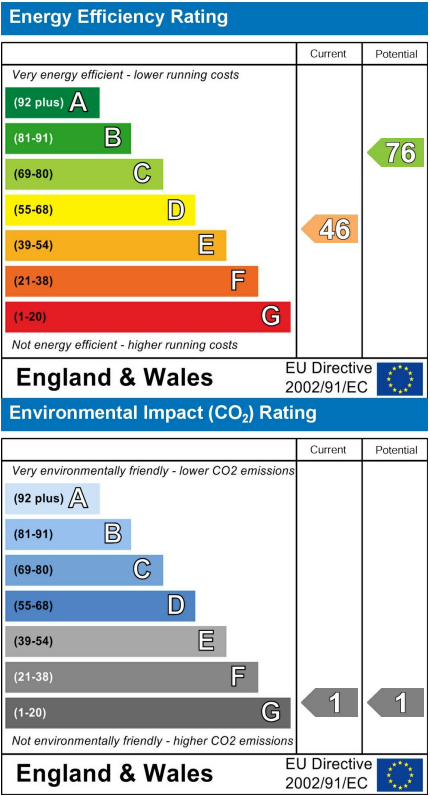 Energy Efficiency Rating
Current Potential
Very energy efficient - lower running costs
(92 plus) A
(81-91) B
(69-80) C
(55-68) D
(39-54) E
(21-38) F
(1-20) G
46
76
Not energy efficient - higher running costs
England & Wales
EU Directive
2002/91/EC
Environmental Impact (CO₂) Rating
Current Potential
Very environmentally friendly - lower CO2 emissions
(92 plus) A
(81-91) B
(69-80) C
(55-68) D
(39-54) E
(21-38) F
(1-20) G
1
1
Not environmentally friendly - higher CO2 emissions
England & Wales
EU Directive
2002/91/EC